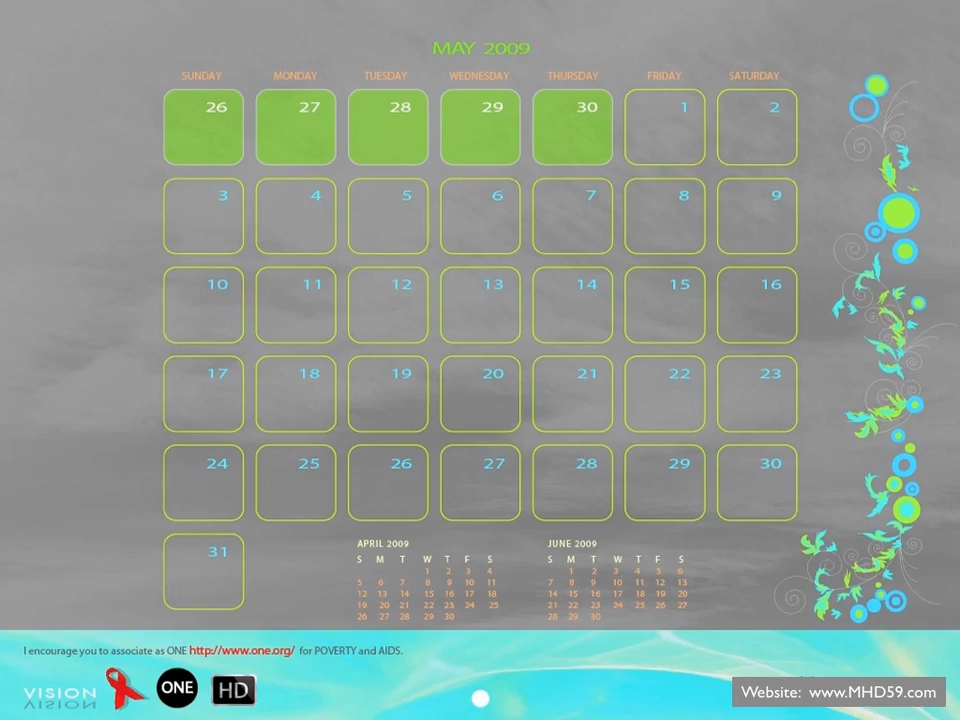 MAY 2009
SUNDAY MONDAY TUESDAY WEDNESDAY THURSDAY FRIDAY SATURDAY
26 27 28 29 30 1 2
3 4 5 6 7 8 9
10 11 12 13 14 15 16
17 18 19 20 21 22 23
24 25 26 27 28 29 30
31
APRIL 2009
S M T W T F S
1 2 3 4
5 6 7 8 9 10 11
12 13 14 15 16 17 18
19 20 21 22 23 24 25
26 27 28 29 30
JUNE 2009
S M T W T F S
1 2 3 4 5 6
7 8 9 10 11 12 13
14 15 16 17 18 19 20
21 22 23 24 25 26 27
28 29 30
I encourage you to associate as ONE http://www.one.org/ for POVERTY and AIDS.
VISION
ONE
HD
Website: www.MHD59.com